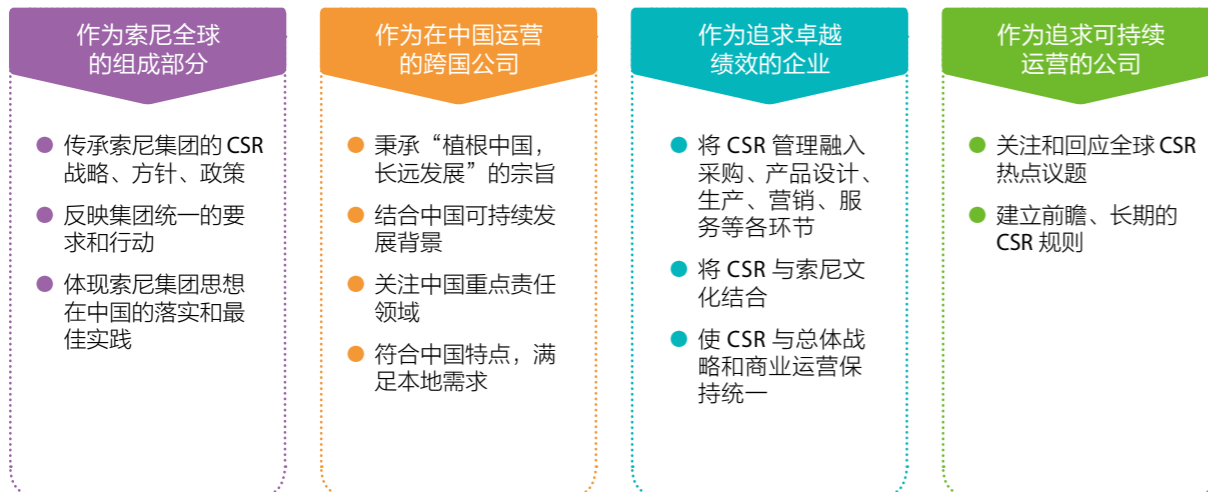 作为索尼全球
的组成部分
传承索尼集团的 CSR
战略、方针、政策
反映集团统一的要
求和行动
体现索尼集团思想
在中国的落实和最
佳实践
作为在中国运营
的跨国公司
秉承“植根中国，
长远发展”的宗旨
结合中国可持续发
展背景
关注中国重点责任
领域
符合中国特点，满
足本地需求
作为追求卓越
绩效的企业
将 CSR 管理融入
采购、产品设计、
生产、营销、服
务等各环节
将 CSR 与索尼文
化结合
使 CSR 与总体战
略和商业运营保
持统一
作为追求可持续
运营的公司
关注和回应全球 CSR
热点议题
建立前瞻、长期的
CSR 规则